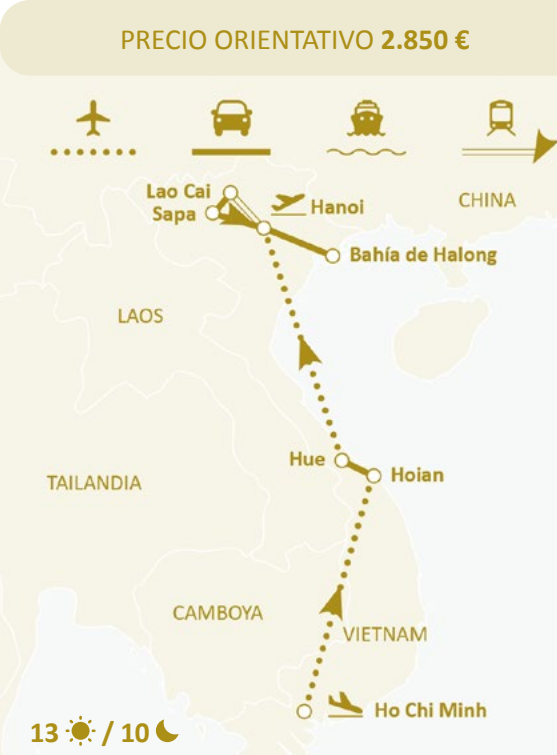 PRECIO ORIENTATIVO 2.850 €
Lao Cai
Sapa
Hanoi
CHINA
Bahía de Halong
LAOS
Hue
Hoian
TAILANDIA
CAMBOYA
VIETNAM
Ho Chi Minh
13 / 10